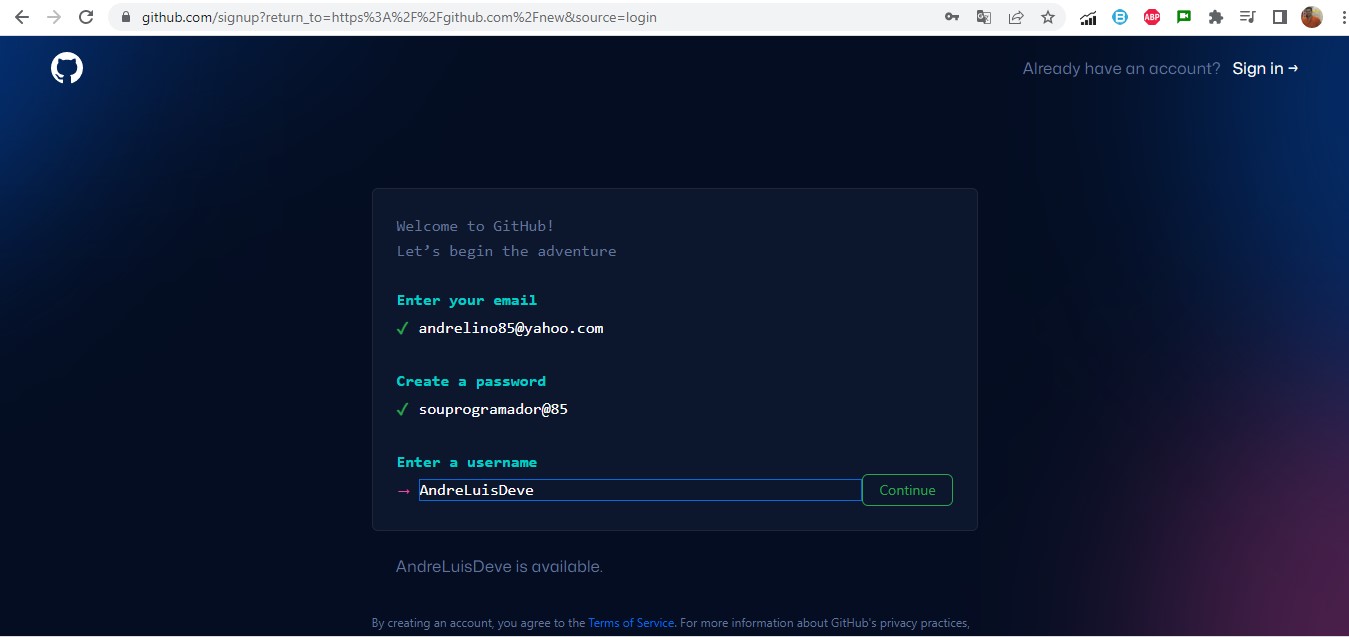 github.com/signup?return_to=https%3A%2F%2Fgithub.com%2Fnew&source=login
ABP
Already have an account? Sign in →
Welcome to GitHub!
Let’s begin the adventure
Enter your email
✓ andrelino85@yahoo.com
Create a password
✓ souprogramador@85
Enter a username
→ AndreLuisDeve Continue
AndreLuisDeve is available.
By creating an account, you agree to the Terms of Service. For more information about GitHub's privacy practices,